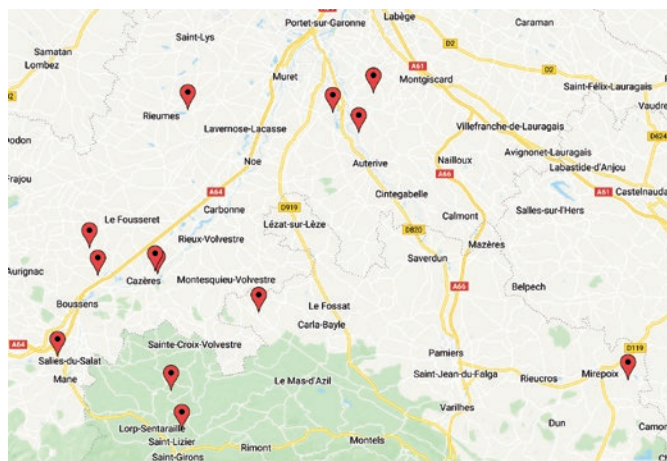 Labège
Caraman
Portet-sur-Garonne
Saint-Lys
D2
Samatan
Lombez
A61
Montgiscard
D2
Muret
Saint-Félix-Lauragais
Rieumes
Vaudre
Lavernose-Lacasse
Villefranche-de-Lauragais
D624
Auterive
Nailloux
Avignonet-Lauragais
Noe
Labastide-d'Anjou
Frajou
A66
A64
Cintegabelle
A61
Castelnauda
Carbonne
D919
Salles-sur-l'Hers
Le Fousseret
Lézat-sur-Lèze
Calmont
D820
Rieux-Volvestre
Mazères
Saverdun
Aurignac
Cazères
Montesquieu-Volvestre
A66
Belpech
Boussens
Le Fossat
Carla-Bayle
A64
Sainte-Croix-Volvestre
D119
Salies-du-Salat
Pamiers
Mane
Le Mas-d'Azil
Saint-Jean-du-Falga
Rieucros
Mirepoix
Varilhes
Lorp-Sentaraille
Dun
Camo
Saint-Lizier
Montels
Saint-Girons
Rimont